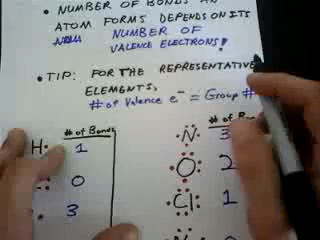 • NUMBER OF BONDS AN
ATOM FORMS DEPENDS ON ITS
NUMBER OF
VALENCE ELECTRONS!
• TIP: FOR THE REPRESENTATIVE
ELEMENTS,
# of Valence e⁻ = Group #
# of Bonds
H• 1
0
3
# of
N 3
O 2
Cl 1